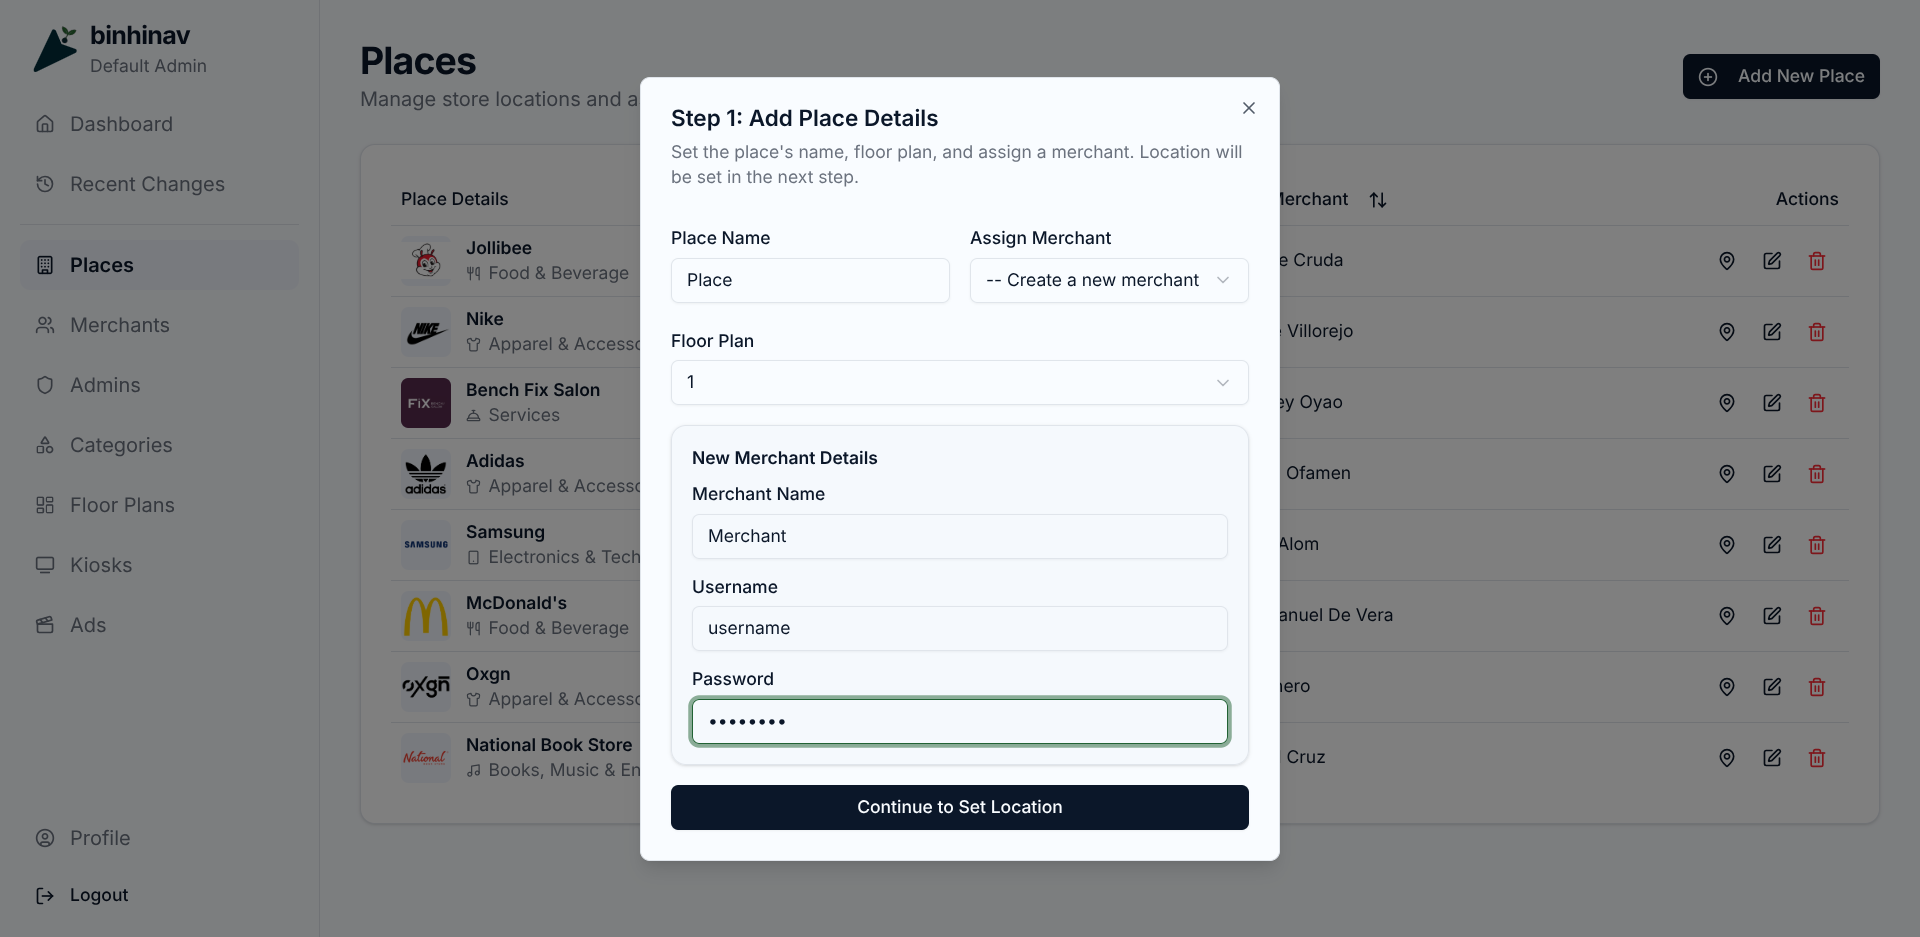 binhinav
Default Admin
Dashboard
Recent Changes
Places
Merchants
Admins
Categories
Floor Plans
Kiosks
Ads
Profile
Logout
Places
Manage store locations and a
Add New Place
Place Details
Merchant
Actions
Jollibee
Food & Beverage
Cruda
Nike
NIKE
Apparel & Accesso
Villorejo
Bench Fix Salon
FiX
Services
Oyao
Adidas
adidas
Apparel & Accesso
Ofamen
Samsung
SAMSUNG
Electronics & Tech
Alom
McDonald's
Food & Beverage
De Vera
Oxgn
oxgn
Apparel & Accesso
National Book Store
National
Books, Music & En
Cruz
Step 1: Add Place Details
Set the place's name, floor plan, and assign a merchant. Location will
be set in the next step.
Place Name
Assign Merchant
Place
-- Create a new merchant
Floor Plan
1
New Merchant Details
Merchant Name
Merchant
Username
username
Password
••••••••
Continue to Set Location